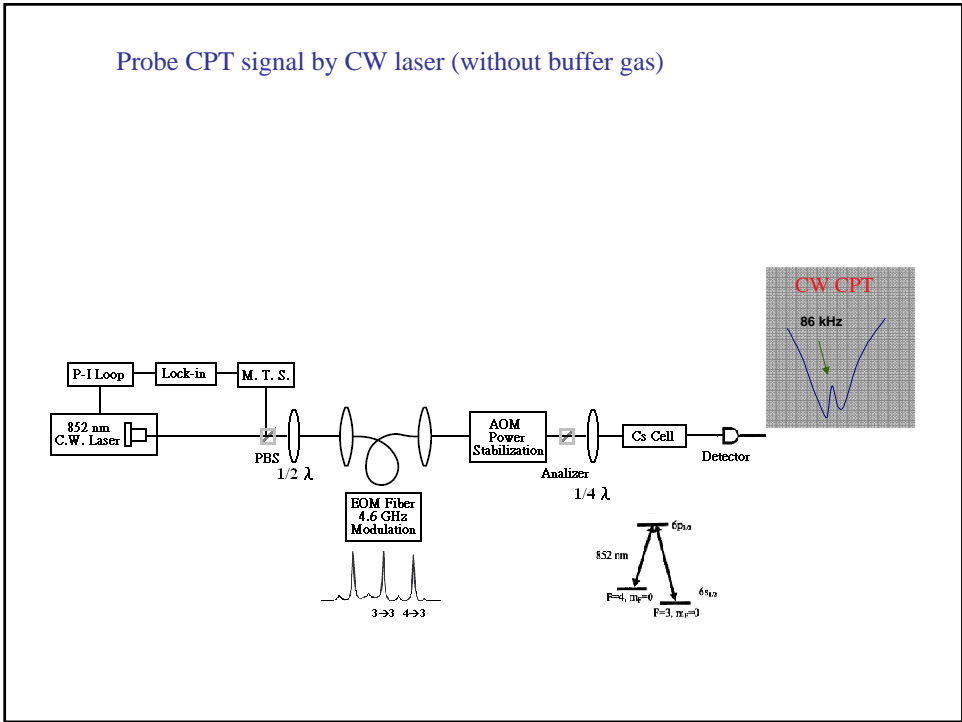 Probe CPT signal by CW laser (without buffer gas)
CW CPT
86 kHz
P-I Loop
Lock-in
M. T. S.
852 nm
C.W. Laser
PBS
1/2 λ
EOM Fiber
4.6 GHz
Modulation
3→3 4→3
AOM
Power
Stabilization
Analizer
1/4 λ
Cs Cell
Detector
852 nm
F=4, mF=0
F=3, mF=0